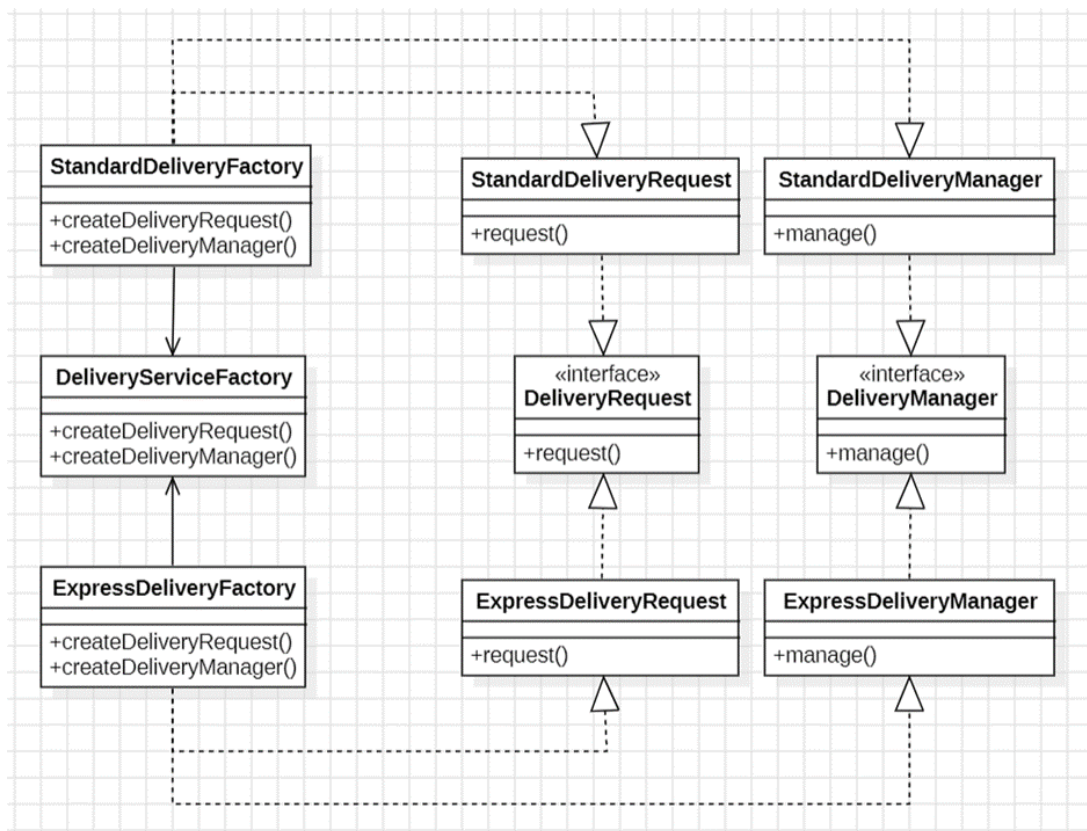 StandardDeliveryFactory
+createDeliveryRequest()
+createDeliveryManager()
StandardDeliveryRequest
+request()
StandardDeliveryManager
+manage()
DeliveryServiceFactory
+createDeliveryRequest()
+createDeliveryManager()
«interface»
DeliveryRequest
+request()
«interface»
DeliveryManager
+manage()
ExpressDeliveryFactory
+createDeliveryRequest()
+createDeliveryManager()
ExpressDeliveryRequest
+request()
ExpressDeliveryManager
+manage()